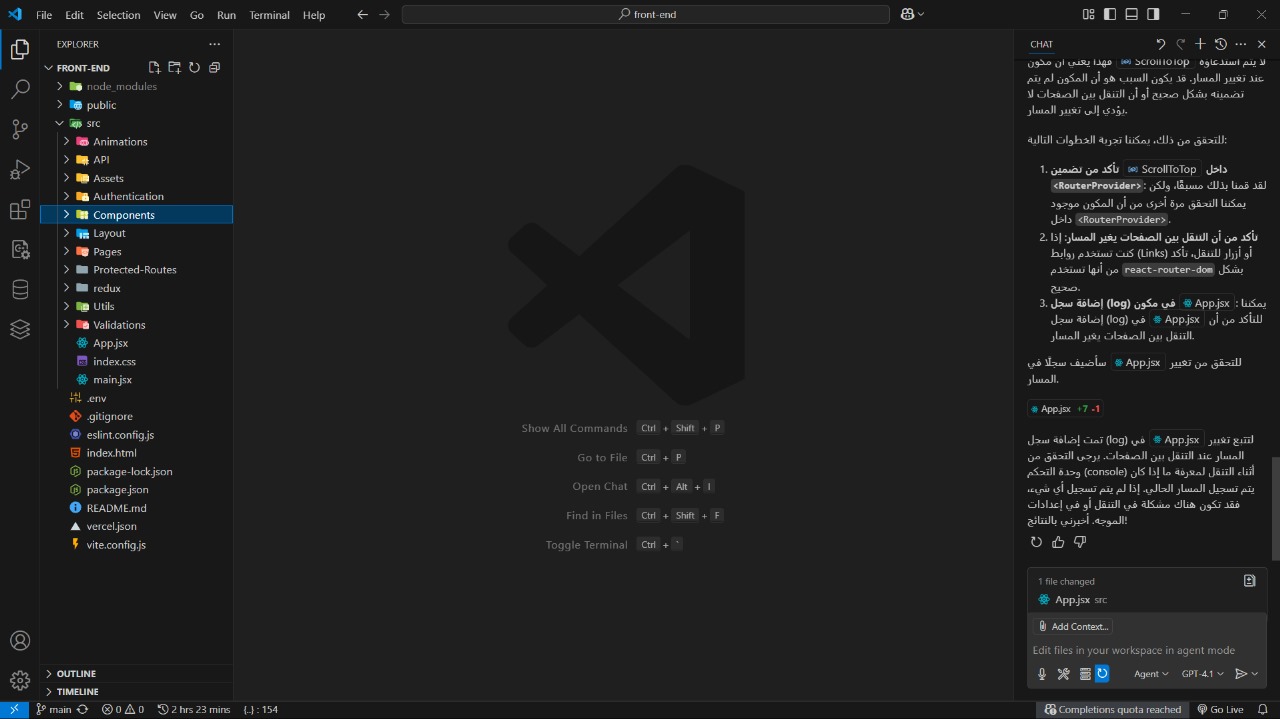 File Edit Selection View Go Run Terminal Help
front-end
EXPLORER
FRONT-END
node_modules
public
src
Animations
API
Assets
Authentication
Components
Layout
Pages
Protected-Routes
redux
Utils
Validations
App.jsx
index.css
main.jsx
.env
.gitignore
eslint.config.js
index.html
package-lock.json
package.json
README.md
vercel.json
vite.config.js
OUTLINE
TIMELINE
Show All Commands Ctrl + Shift + P
Go to File Ctrl + P
Open Chat Ctrl + Alt + I
Find in Files Ctrl + Shift + F
Toggle Terminal Ctrl + `
CHAT
لا يتم استدعاؤه ScrollToTop فهذا يعني أن مكون
عند تغيير المسار. قد يكون السبب هو أن المكون لم يتم
تضمينه بشكل صحيح أو أن التنقل بين الصفحات لا
يؤدي إلى تغيير المسار.
للتحقق من ذلك، يمكننا تجربة الخطوات التالية:
1. تأكد من تضمين ScrollToTop داخل
<RouterProvider>: لقد قمنا بذلك مسبقًا، ولكن
يمكننا التحقق مرة أخرى من أن المكون موجود
داخل <RouterProvider>.
2. تأكد من أن التنقل بين الصفحات يغير المسار: إذا
كنت تستخدم روابط (Links) أو أزرار للتنقل، تأكد
من أنها تستخدم react-router-dom بشكل
صحيح.
3. إضافة سجل (log) في مكون App.jsx: يمكننا
إضافة سجل (log) في App.jsx للتأكد من أن
التنقل بين الصفحات يغير المسار.
سأضيف سجلًا في App.jsx للتحقق من تغيير
المسار.
App.jsx +7 -1
تمت إضافة سجل (log) في App.jsx لتتبع تغيير
المسار عند التنقل بين الصفحات. يرجى التحقق من
وحدة التحكم (console) أثناء التنقل لمعرفة ما إذا كان
يتم تسجيل المسار الحالي. إذا لم يتم تسجيل أي شيء،
فقد تكون هناك مشكلة في التنقل أو في إعدادات
الموجه. أخبرني بالنتائج!
1 file changed
App.jsx src
Add Context...
Edit files in your workspace in agent mode
Agent GPT-4.1
main 0 0 2 hrs 23 mins {..} : 154 Completions quota reached Go Live